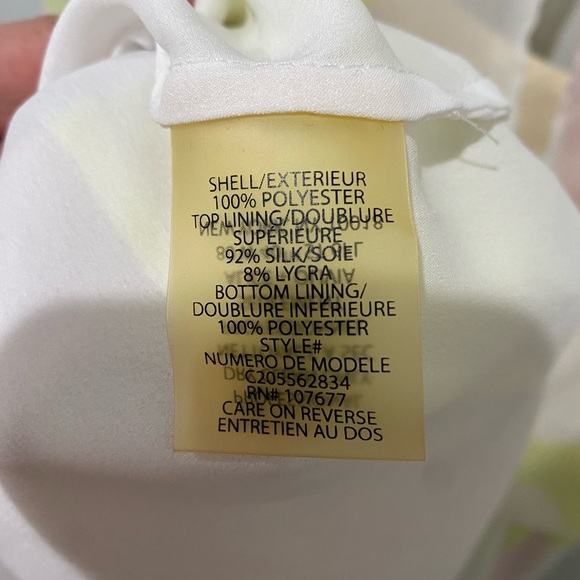 SHELL/EXTERIEUR
100% POLYESTER
TOP LINING/DOUBLURE
SUPÉRIEURE
92% SILK/SOIE
8% LYCRA
BOTTOM LINING/
DOUBLURE INFÉRIEURE
100% POLYESTER
STYLE#
NUMERO DE MODELE
C205562834
RN# 107677
CARE ON REVERSE
ENTRETIEN AU DOS